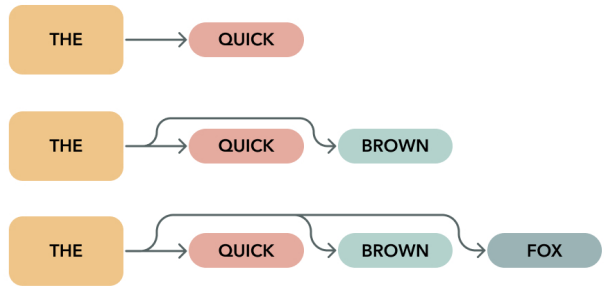 THE QUICK
THE QUICK BROWN
THE QUICK BROWN FOX